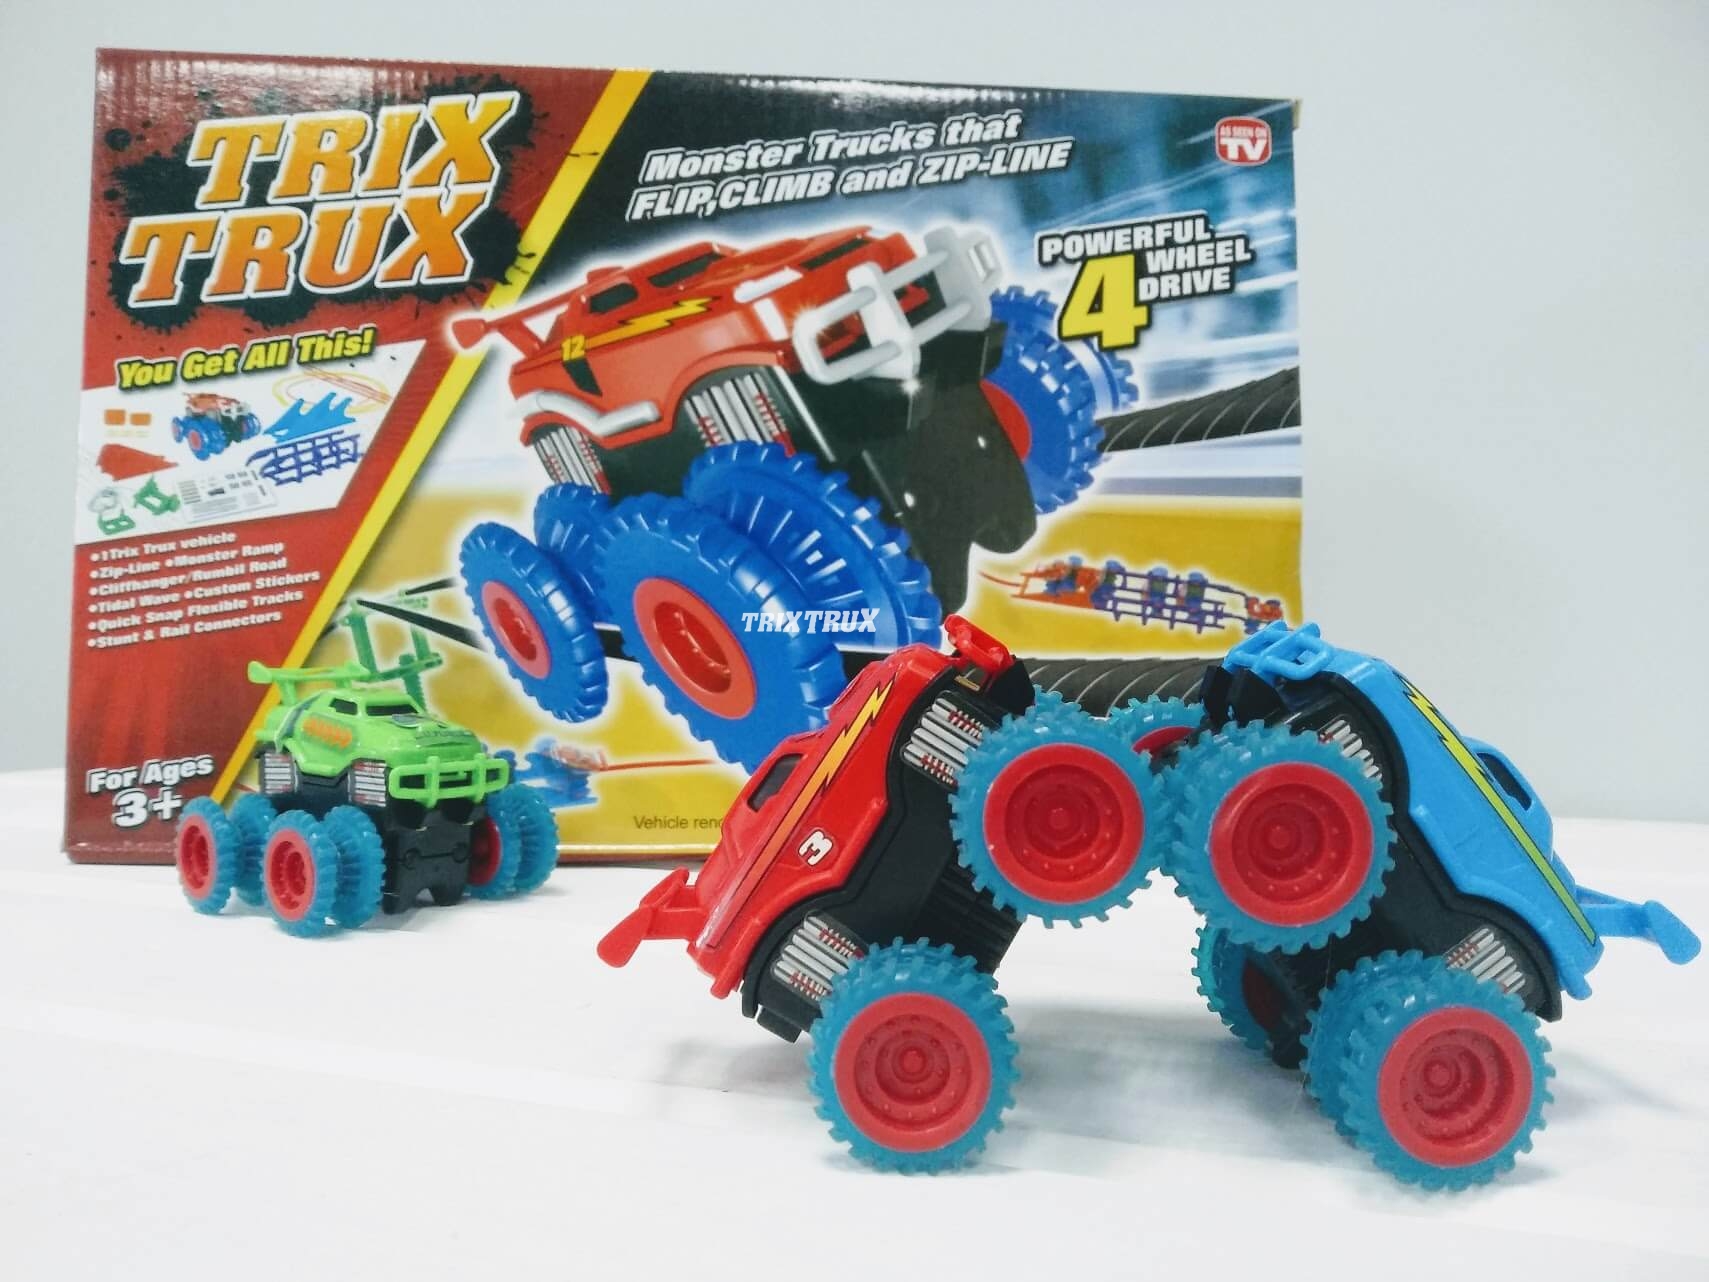 TRIX
TRUX
Monster Trucks that
FLIP,CLIMB and ZIP-LINE
AS SEEN ON
TV
POWERFUL
4 WHEEL
DRIVE
You Get All This!
•1Trix Trux vehicle
•Zip-Line •Monster Ramp
•Cliffhanger/Rumbil Road
•Tidal Wave •Custom Stickers
•Quick Snap Flexible Tracks
•Stunt & Rail Connectors
For Ages
3+
12
TRIXTRUX
Vehicle ren
3